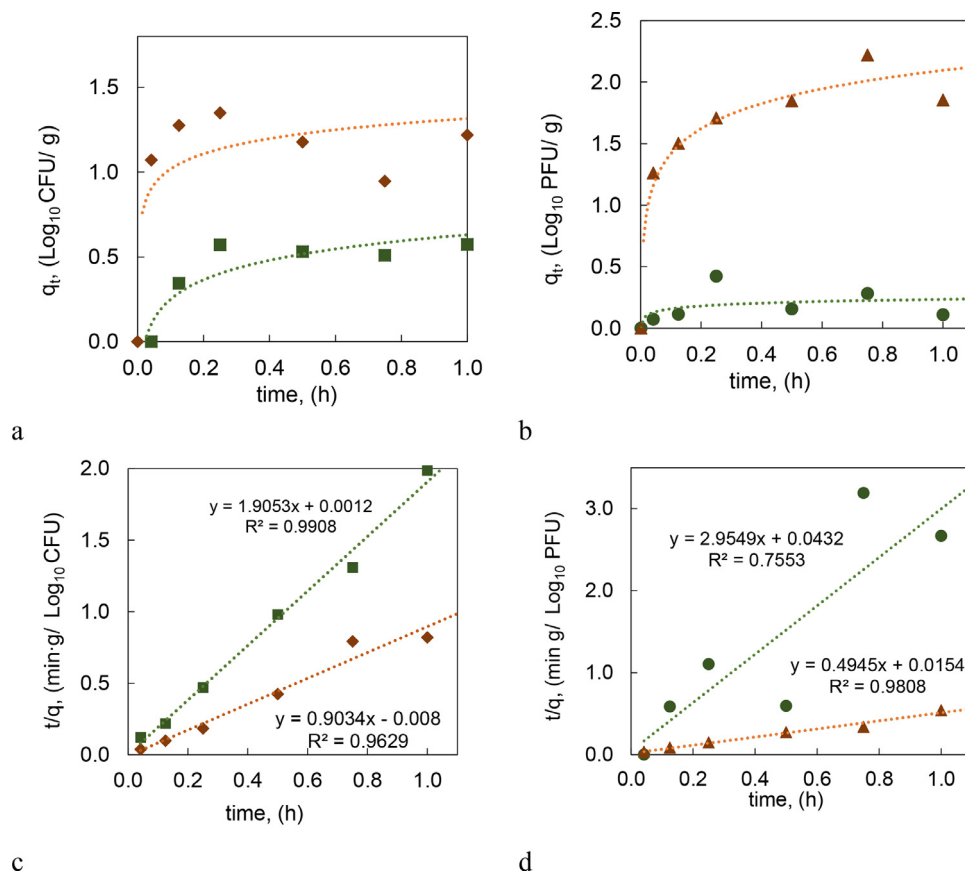 1.5
1.0
0.5
0.0
qt, (Log10 CFU/ g)
0.0 0.2 0.4 0.6 0.8 1.0
time, (h)
a
2.5
2.0
1.5
1.0
0.5
0.0
qt, (Log10 PFU/ g)
0.0 0.2 0.4 0.6 0.8 1.0
time, (h)
b
2.0
1.5
1.0
0.5
0.0
t/q, (min·g/ Log10 CFU)
y = 1.9053x + 0.0012
R² = 0.9908
y = 0.9034x - 0.008
R² = 0.9629
0.0 0.2 0.4 0.6 0.8 1.0
time, (h)
c
3.0
2.0
1.0
0.0
t/q, (min g/ Log10 PFU)
y = 2.9549x + 0.0432
R² = 0.7553
y = 0.4945x + 0.0154
R² = 0.9808
0.0 0.2 0.4 0.6 0.8 1.0
time, (h)
d